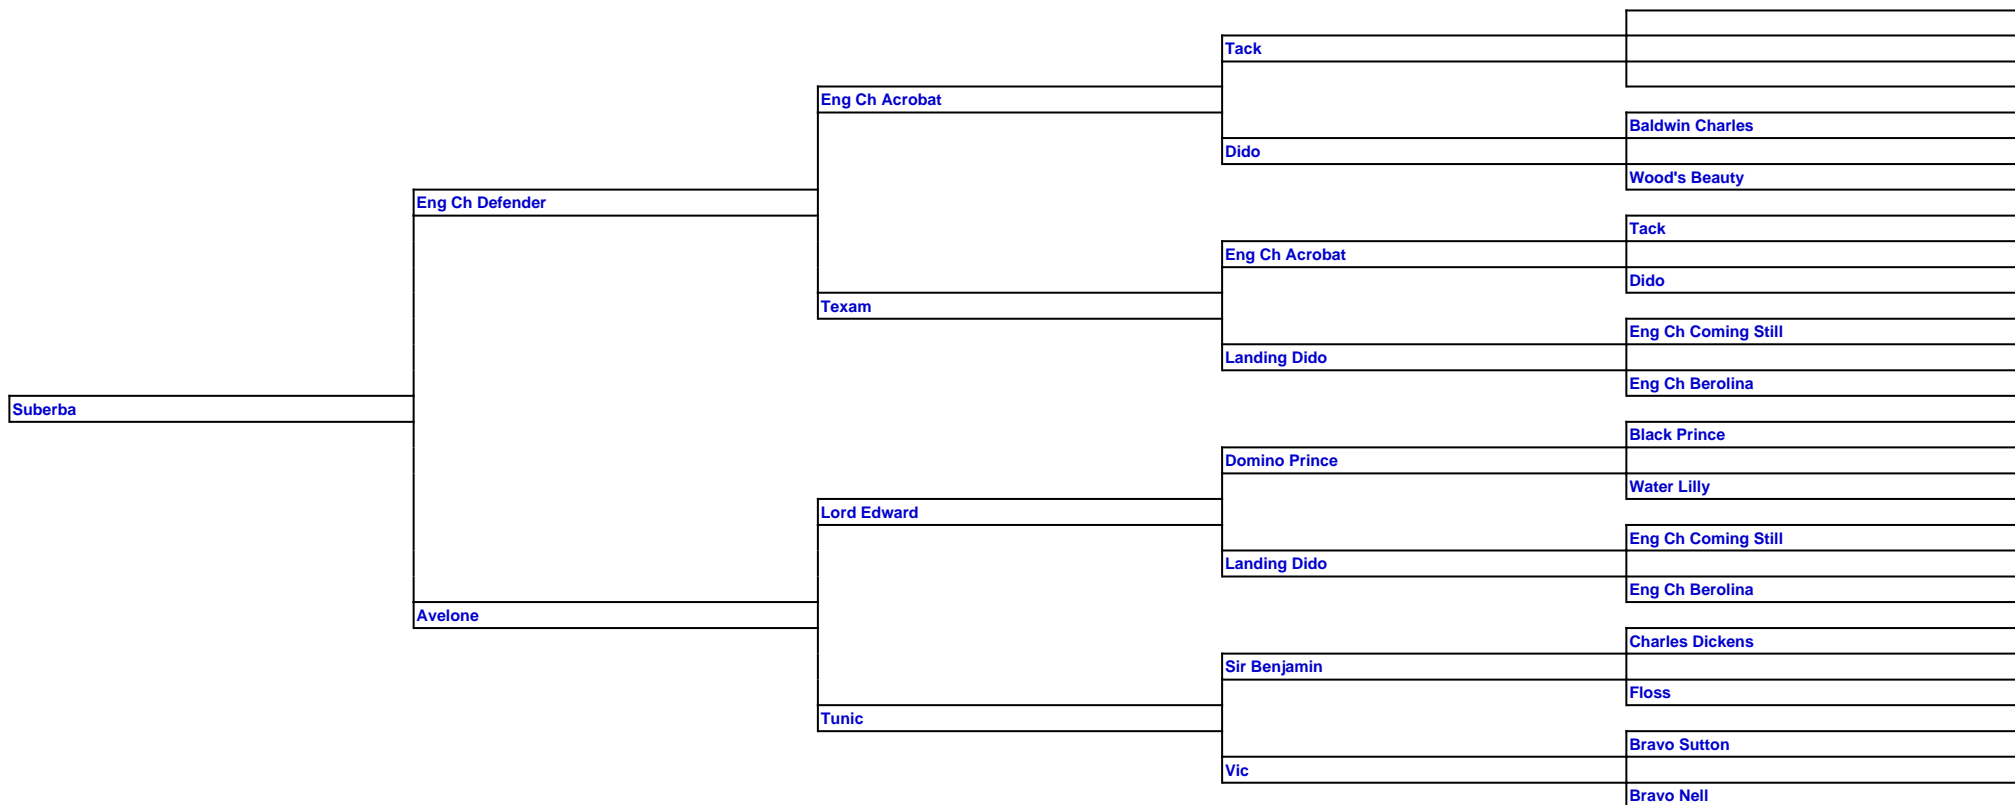 Tack
Eng Ch Acrobat
Baldwin Charles
Dido
Wood's Beauty
Eng Ch Defender
Tack
Eng Ch Acrobat
Dido
Texam
Eng Ch Coming Still
Landing Dido
Eng Ch Berolina
Suberba
Black Prince
Domino Prince
Water Lilly
Lord Edward
Eng Ch Coming Still
Landing Dido
Eng Ch Berolina
Avelone
Charles Dickens
Sir Benjamin
Floss
Tunic
Bravo Sutton
Vic
Bravo Nell